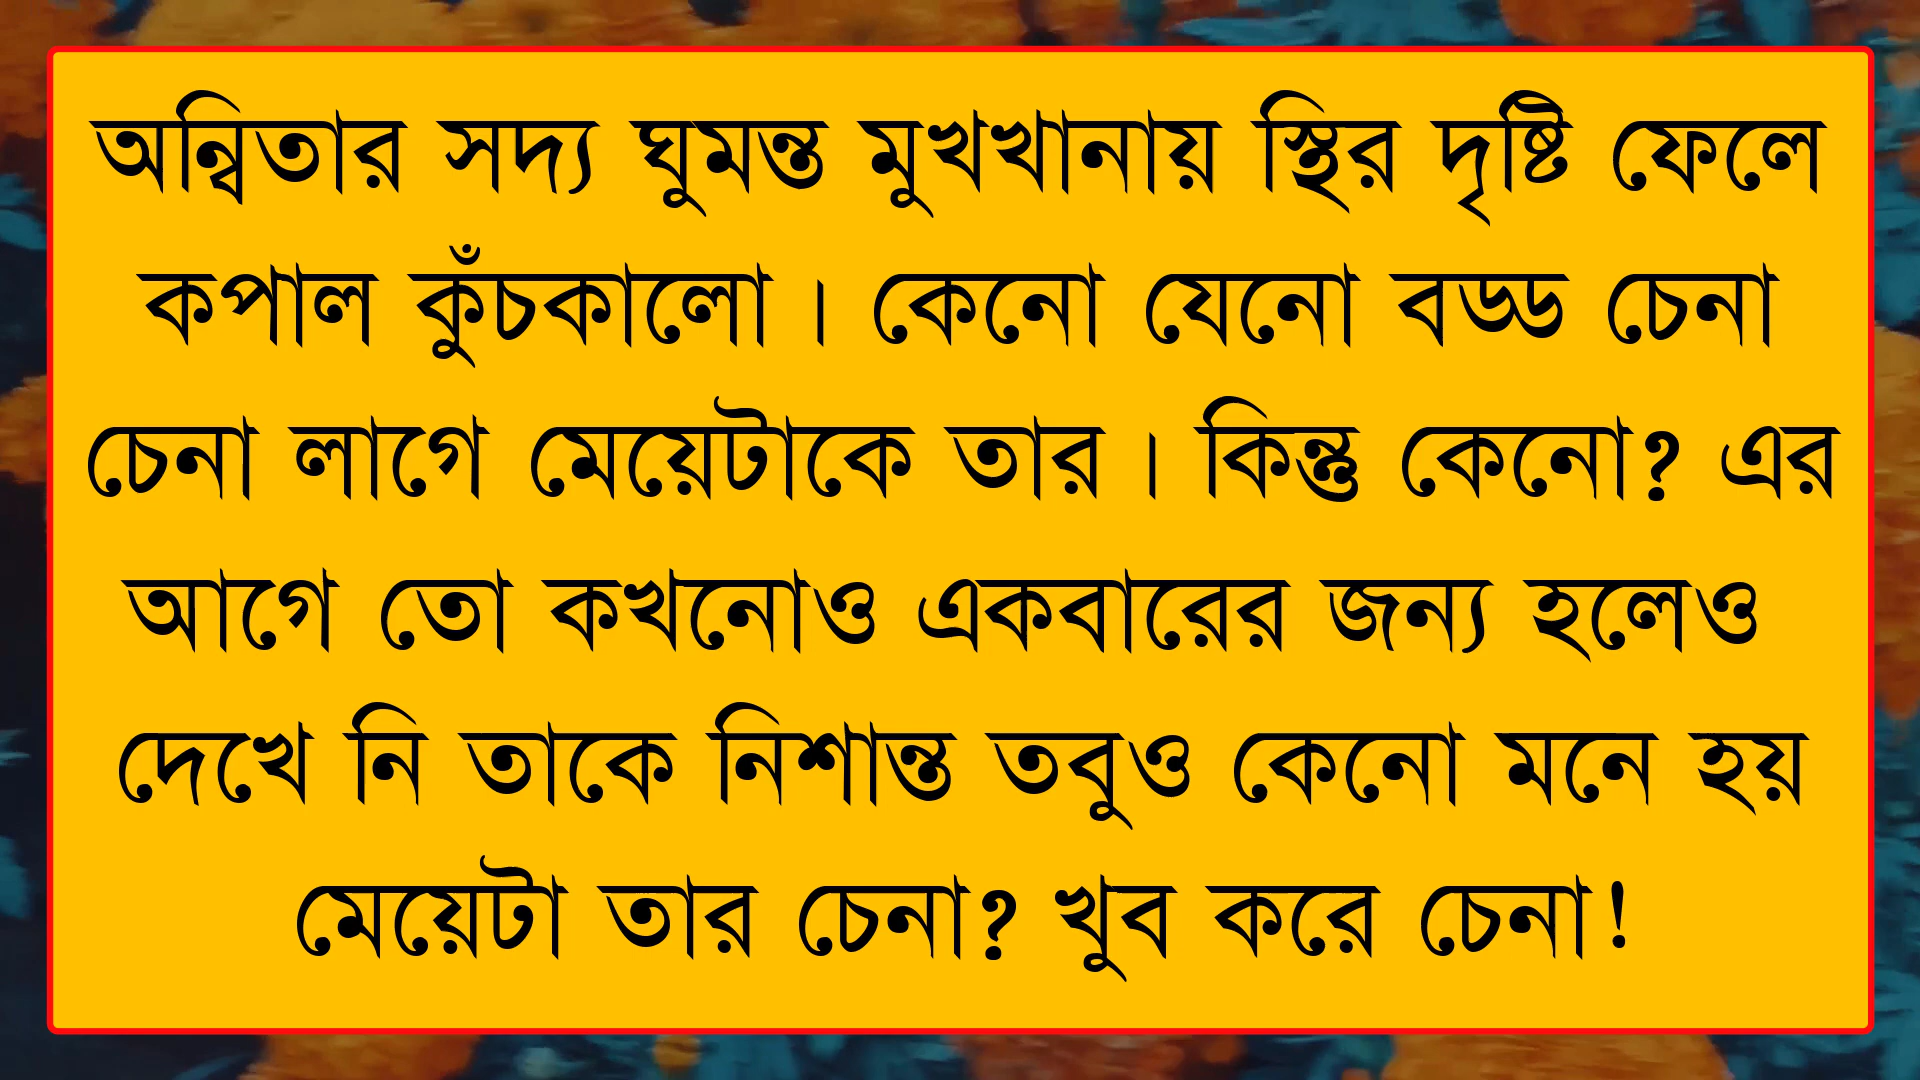 অন্বিতার সদ্য ঘুমন্ত মুখখানায় স্থির দৃষ্টি ফেলে
কপাল কুঁচকালো। কেনো যেনো বড্ড চেনা
চেনা লাগে মেয়েটাকে তার। কিন্তু কেনো? এর
আগে তো কখনোও একবারের জন্য হলেও
দেখে নি তাকে নিশান্ত তবুও কেনো মনে হয়
মেয়েটা তার চেনা? খুব করে চেনা!